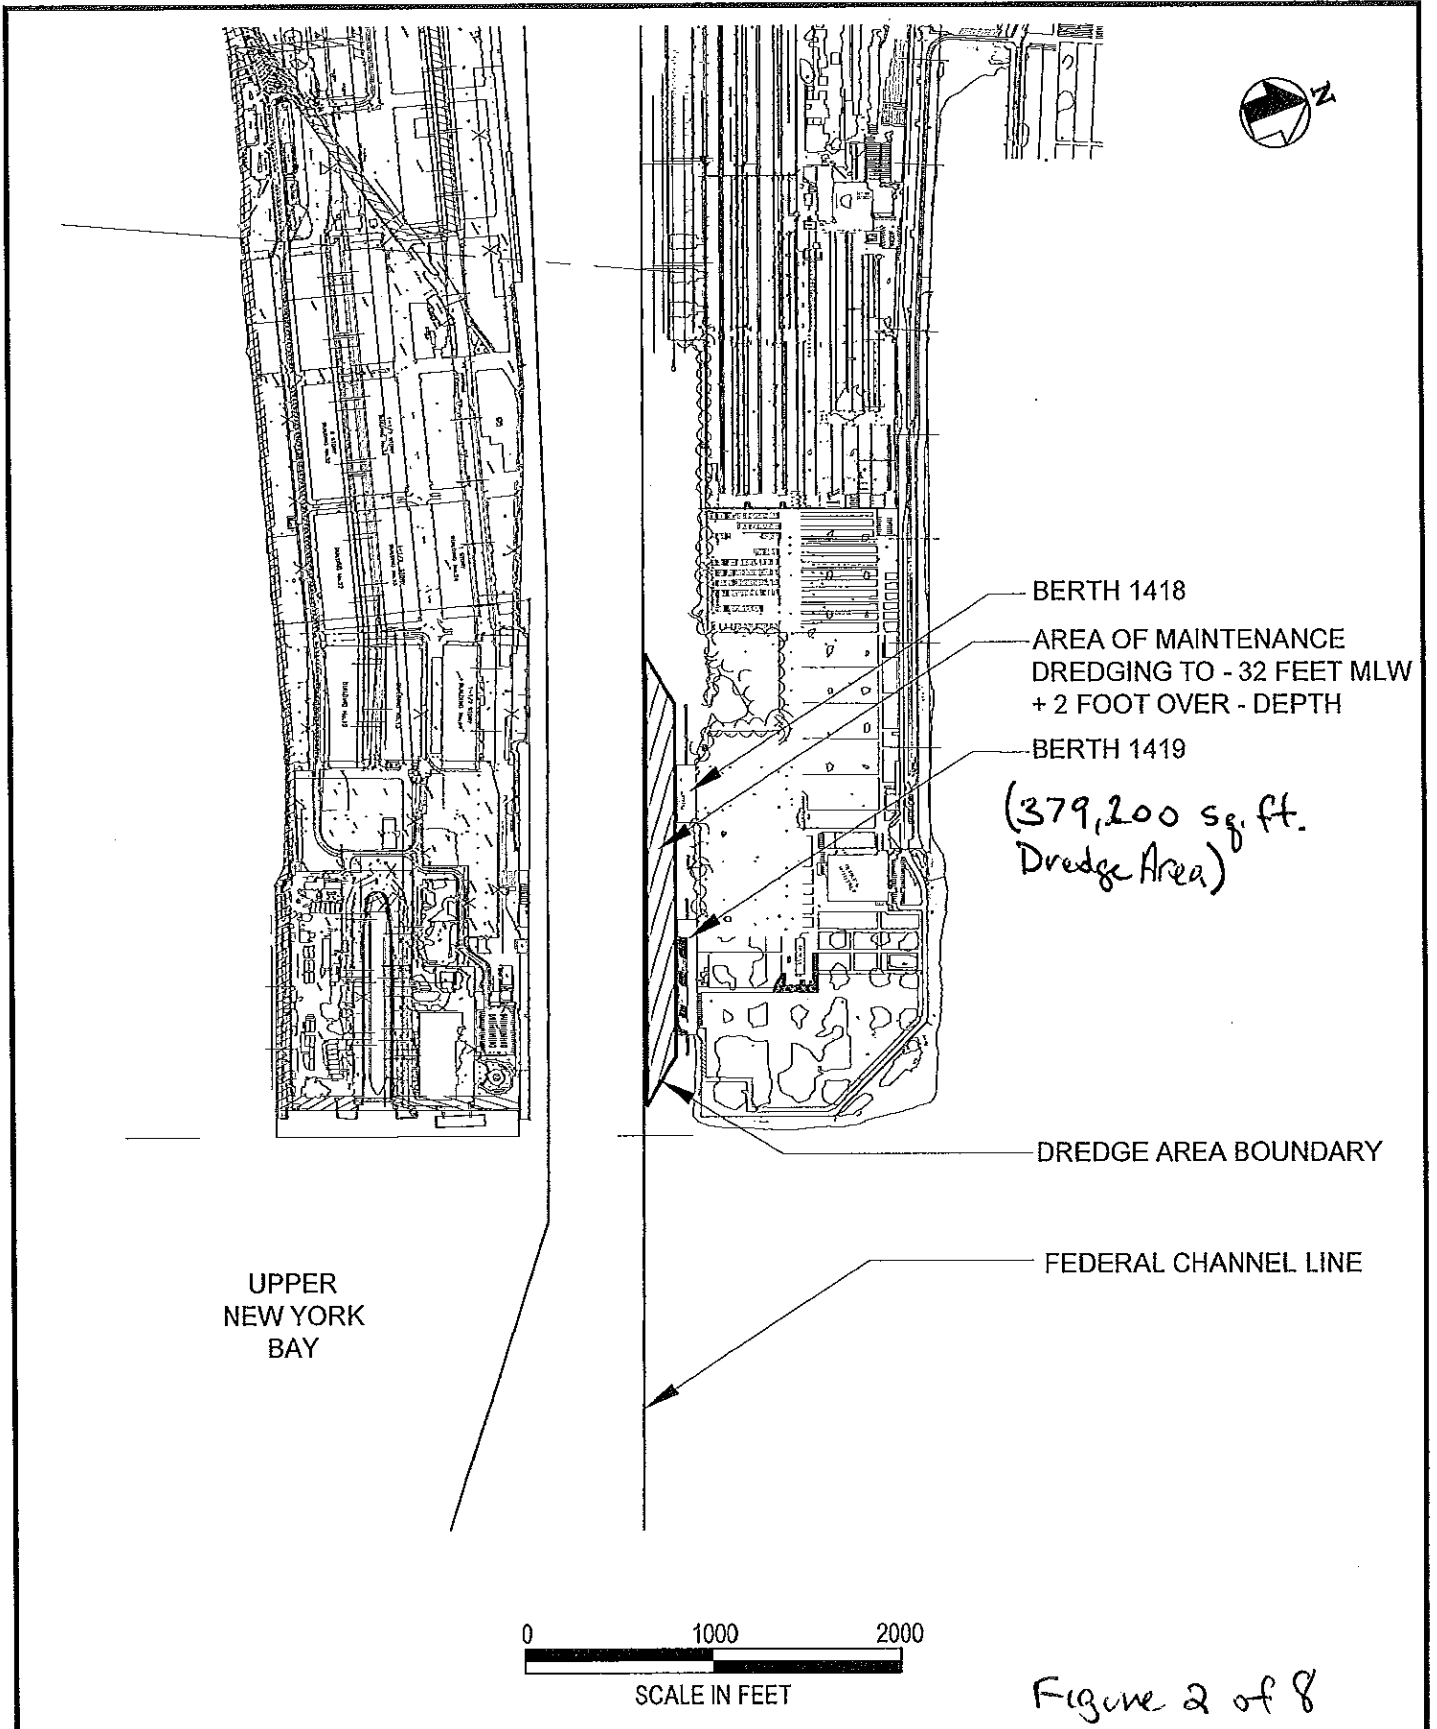 N
BERTH 1418
AREA OF MAINTENANCE
DREDGING TO - 32 FEET MLW
+ 2 FOOT OVER - DEPTH
BERTH 1419
(379,200 sq. ft.
Dredge Area)
DREDGE AREA BOUNDARY
FEDERAL CHANNEL LINE
UPPER
NEW YORK
BAY
0 1000 2000
SCALE IN FEET
Figure 2 of 8